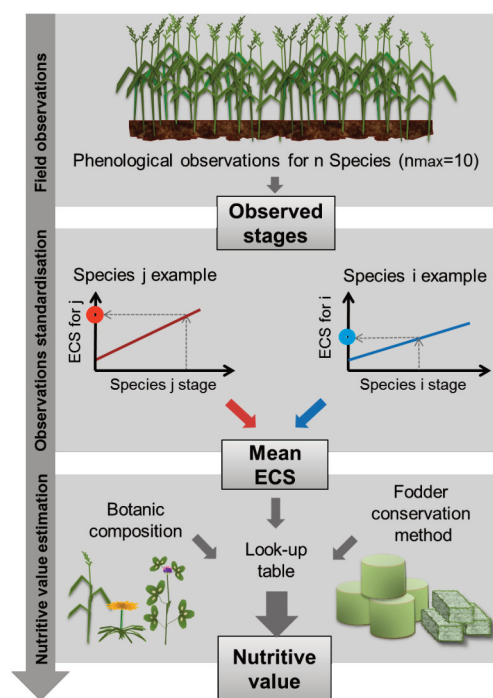 Field observations
Phenological observations for n Species (nmax=10)
Observed
stages
Observations standardisation
Species j example
ECS for j
Species j stage
Species i example
ECS for i
Species i stage
Mean
ECS
Nutritive value estimation
Botanic
composition
Look-up
table
Fodder
conservation
method
Nutritive
value